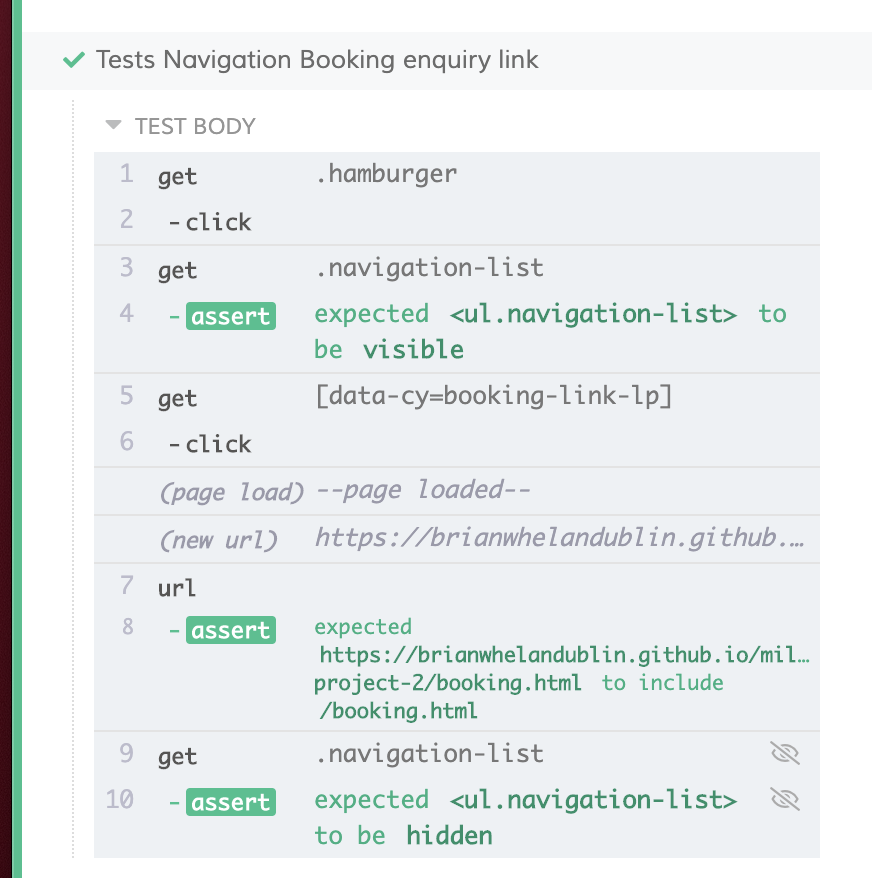 Tests Navigation Booking enquiry link
TEST BODY
1 get .hamburger
2 -click
3 get .navigation-list
4 -assert expected <ul.navigation-list> to
be visible
5 get [data-cy=booking-link-lp]
6 -click
(page load) --page loaded--
(new url) https://brianwhelandublin.github.…
7 url
8 -assert expected
https://brianwhelandublin.github.io/mil…
project-2/booking.html to include
/booking.html
9 get .navigation-list
10 -assert expected <ul.navigation-list>
to be hidden